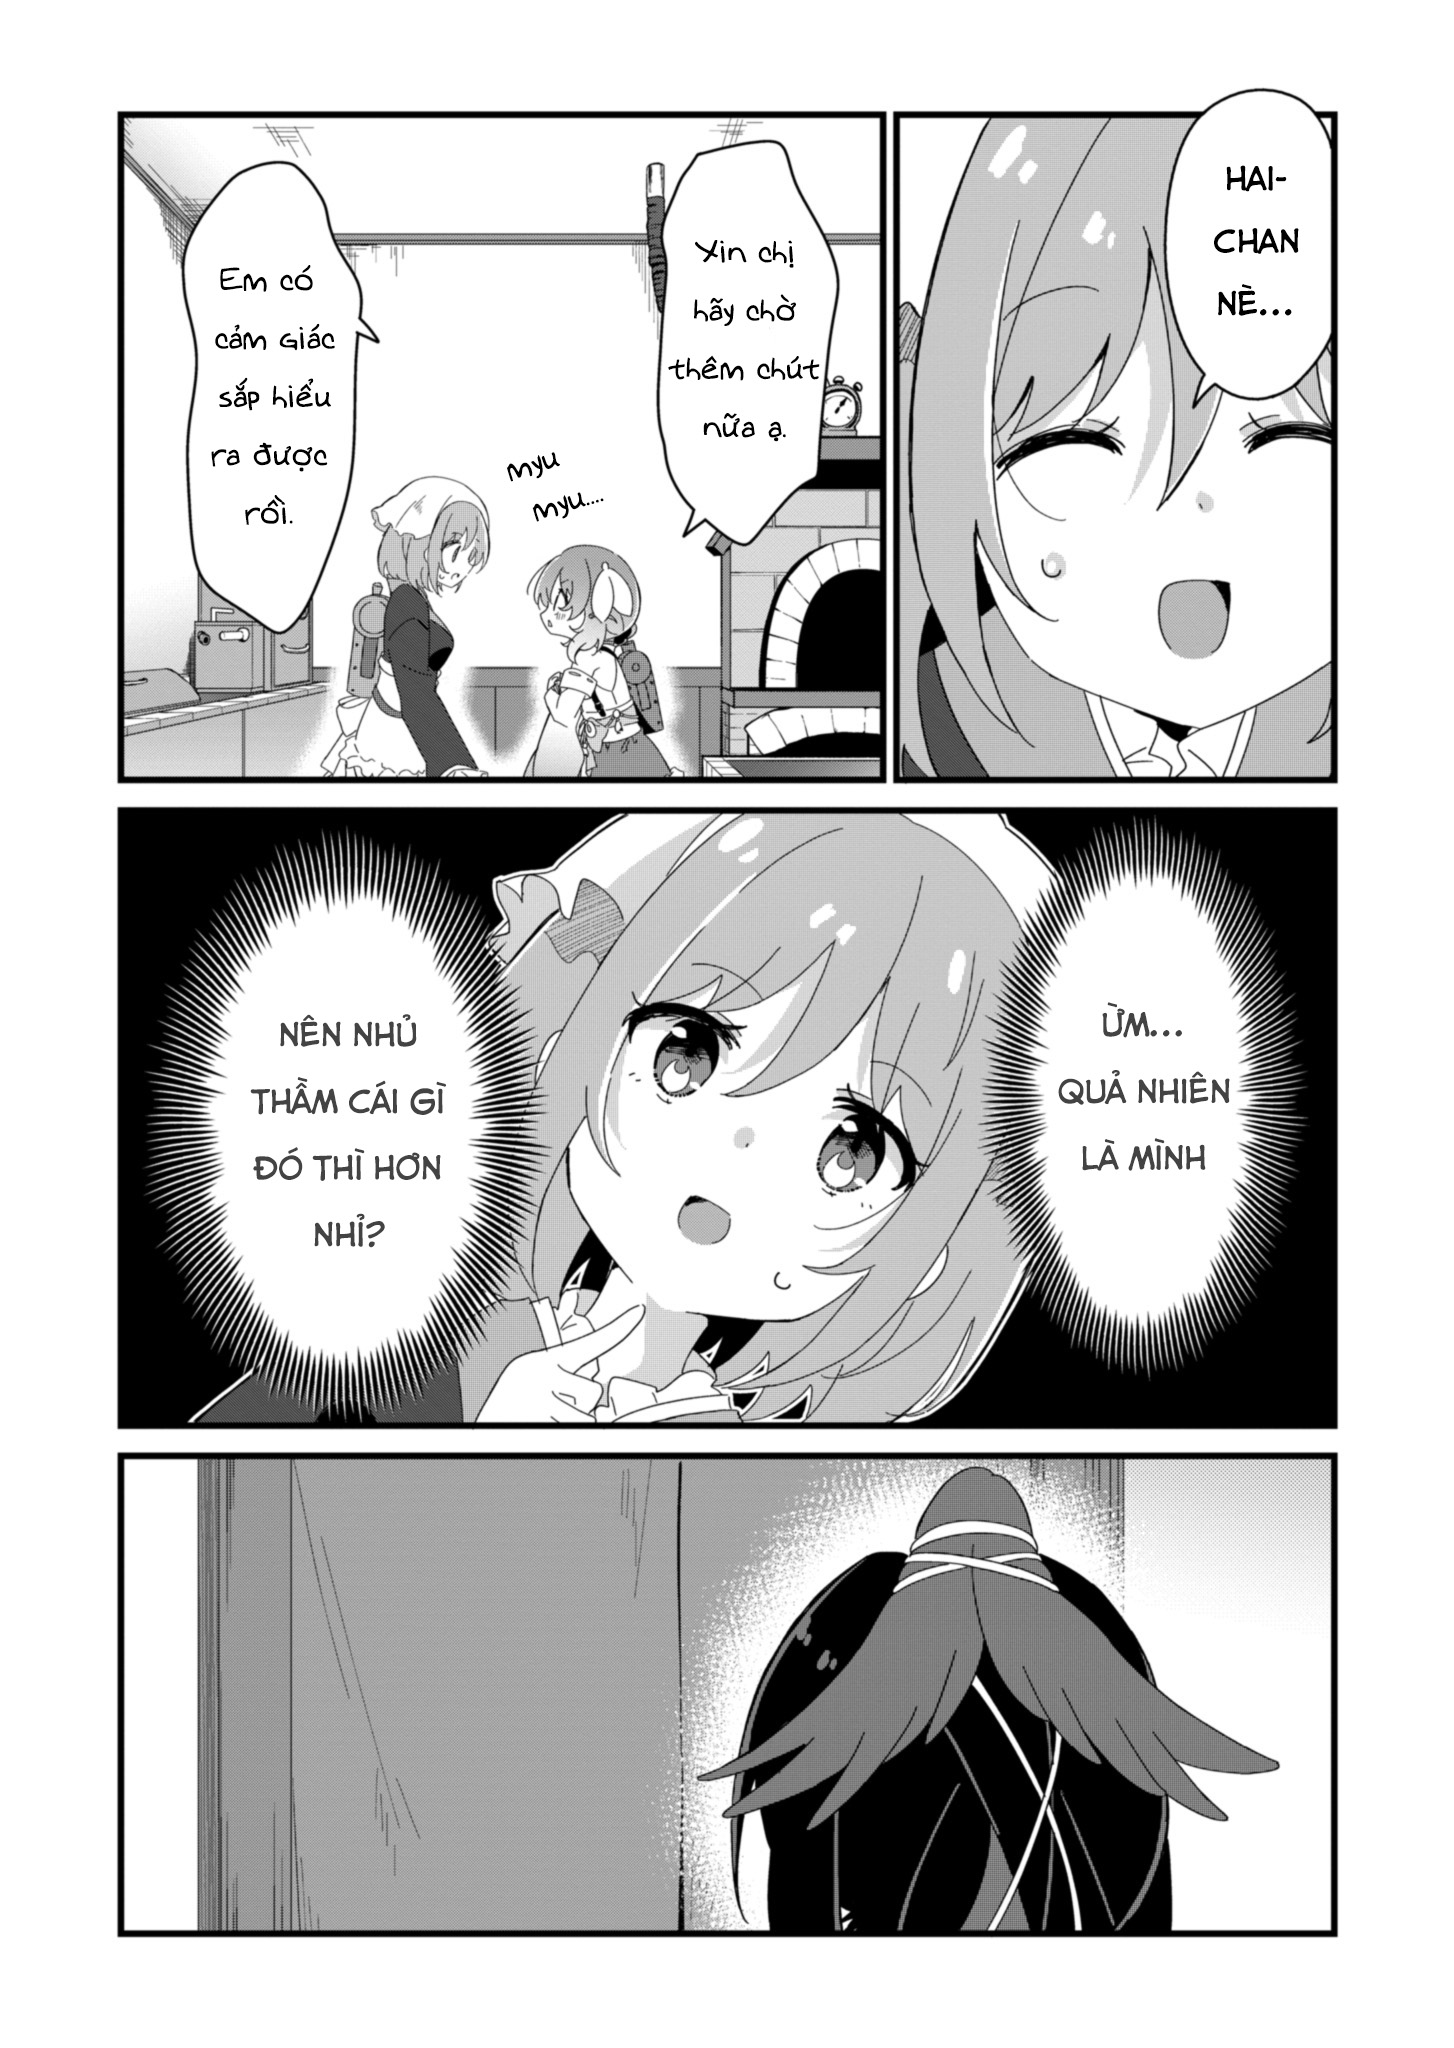 HAI-
CHAN
NÈ...
Xin chị
hãy chờ
thêm chút
nữa ạ.
myu
myu....
Em có
cảm giác
sắp hiểu
ra được
rồi.
ỪM...
QUẢ NHIÊN
LÀ MÌNH
NÊN NHỦ
THẦM CÁI GÌ
ĐÓ THÌ HƠN
NHỈ?